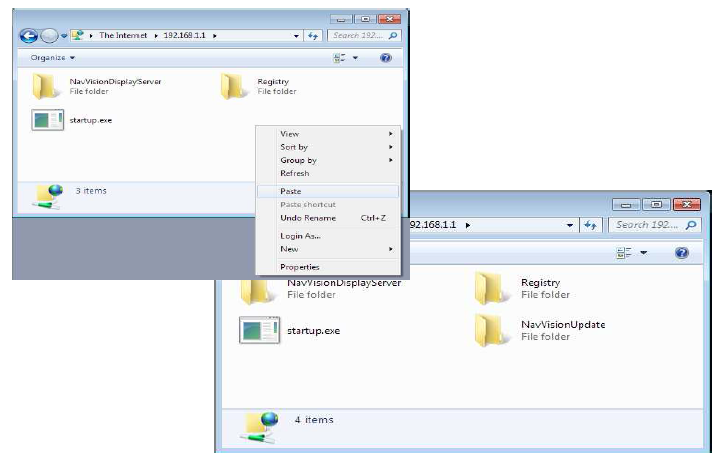 The Internet ▸ 192.168.1.1 ▸
Search 192...
Organize
NavVisionDisplayServer
File folder
Registry
File folder
startup.exe
3 items
View
Sort by
Group by
Refresh
Paste
Paste shortcut
Undo Rename Ctrl+Z
Login As...
New
Properties
92.168.1.1 ▸
Search 192....
NavVisionDisplayServer
File folder
Registry
File folder
startup.exe
NavVisionUpdate
File folder
4 items